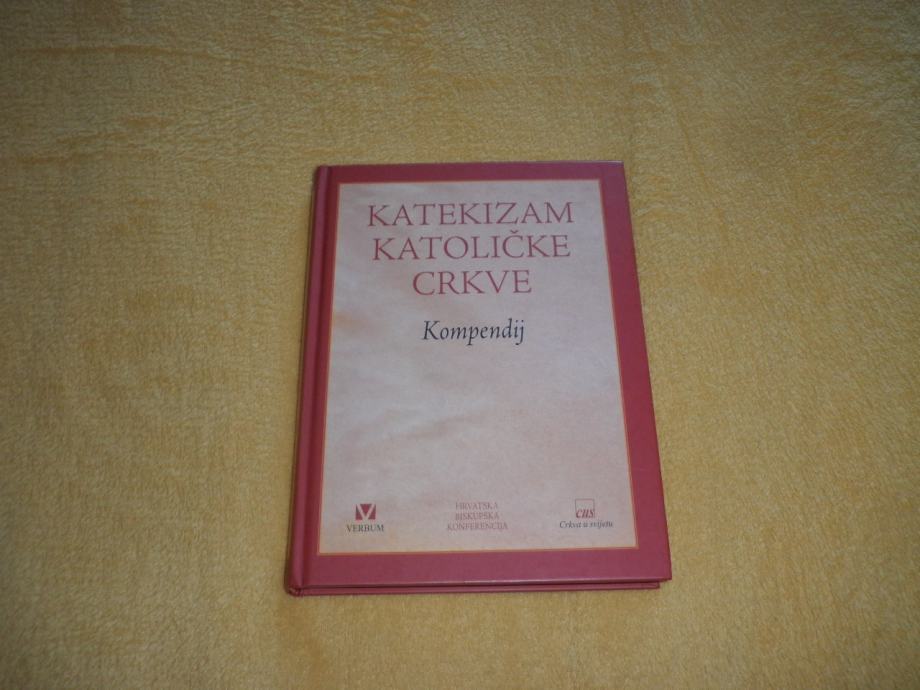 KATEKIZAM
KATOLIČKE
CRKVE
Kompendij
VERBUM
HRVATSKA
BISKUPSKA
KONFERENCIJA
cus
Crkva u svijetu